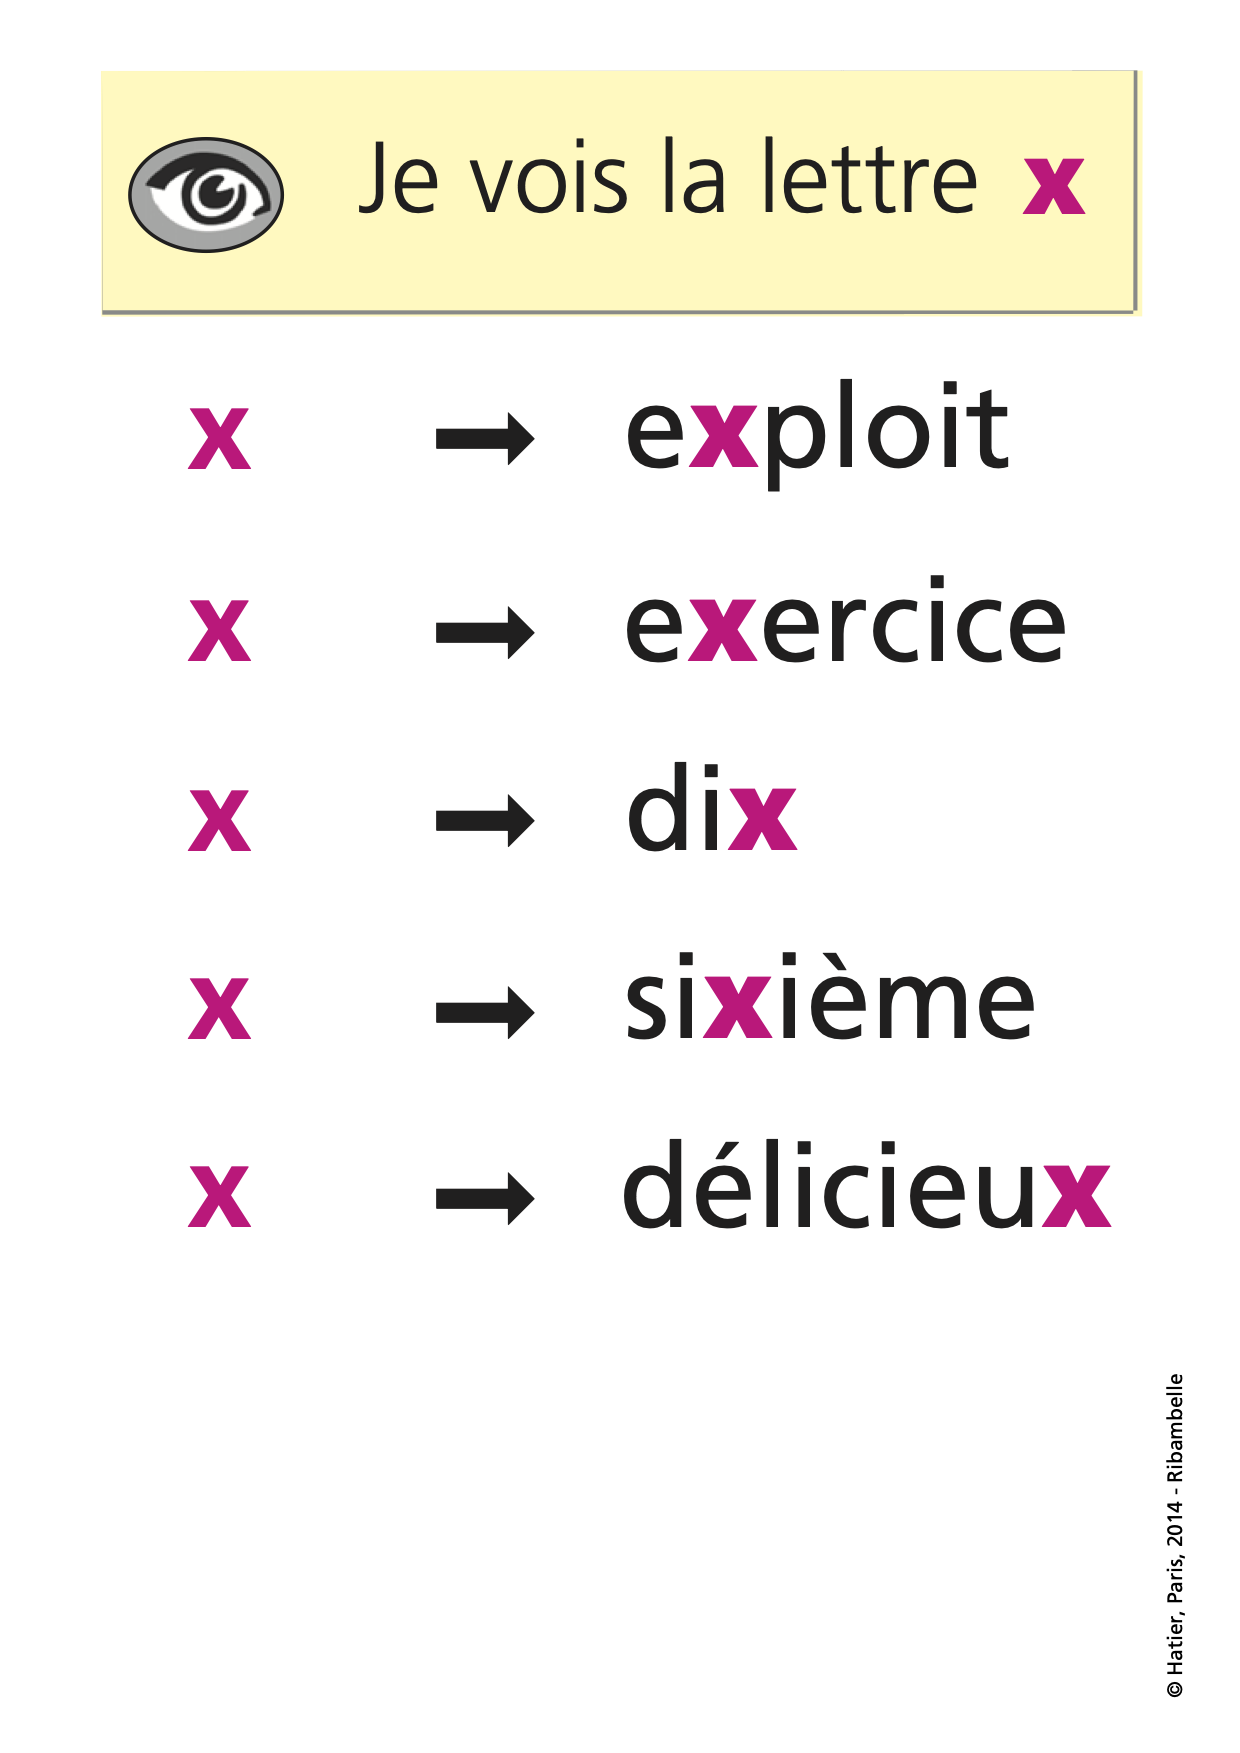 Je vois la lettre x
x → exploit
x → exercice
x → dix
x → sixième
x → délicieux
© Hatier, Paris, 2014 - Ribambelle